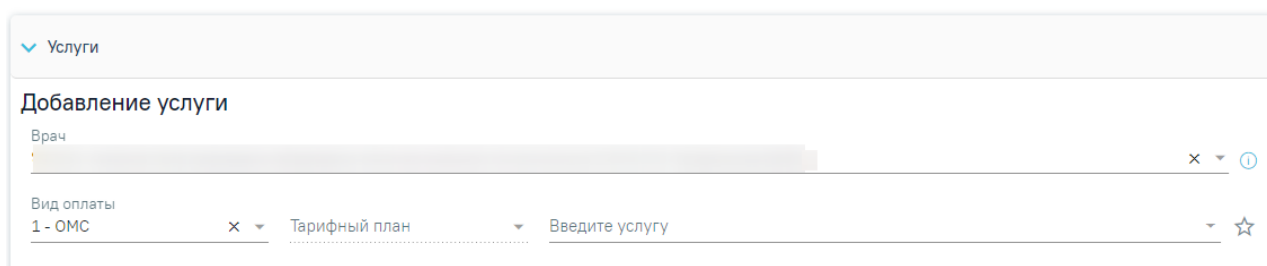 Услуги
Добавление услуги
Врач
Вид оплаты
1 - ОМС Тарифный план Введите услугу